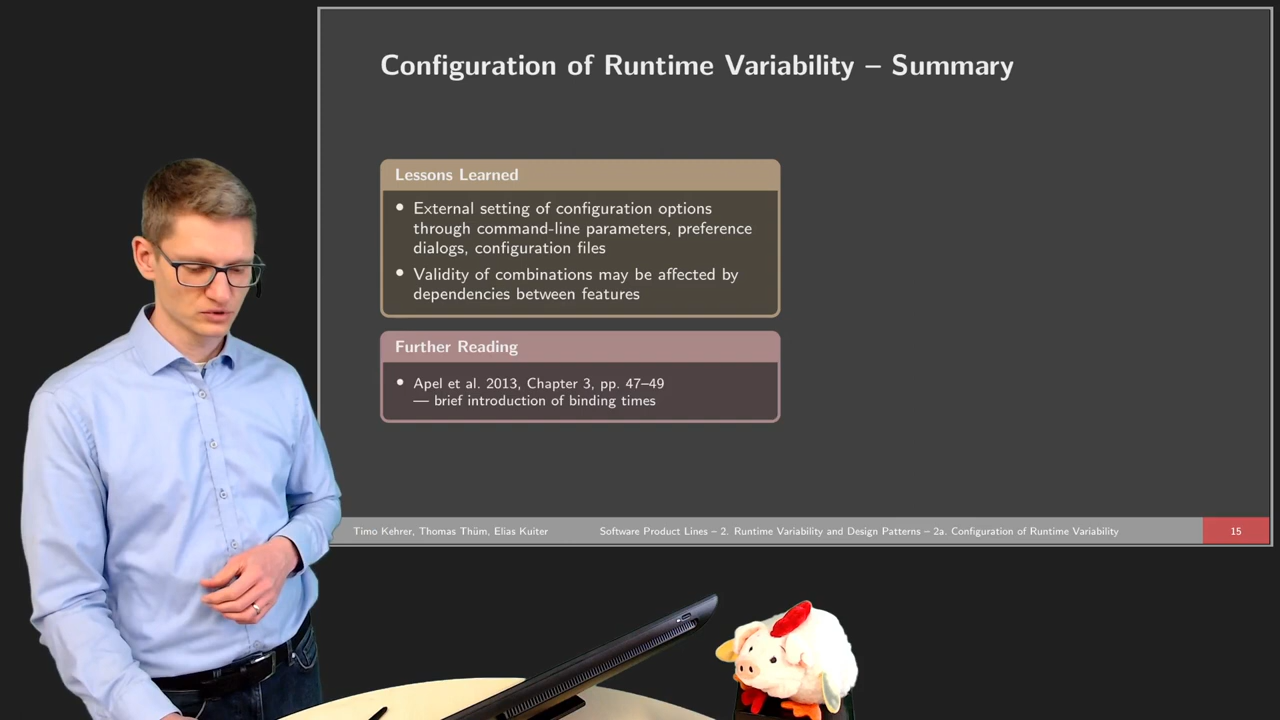 Configuration of Runtime Variability – Summary
Lessons Learned
• External setting of configuration options
through command-line parameters, preference
dialogs, configuration files
• Validity of combinations may be affected by
dependencies between features
Further Reading
• Apel et al. 2013, Chapter 3, pp. 47–49
— brief introduction of binding times
Timo Kehrer, Thomas Thüm, Elias Kuiter
Software Product Lines – 2. Runtime Variability and Design Patterns – 2a. Configuration of Runtime Variability
15